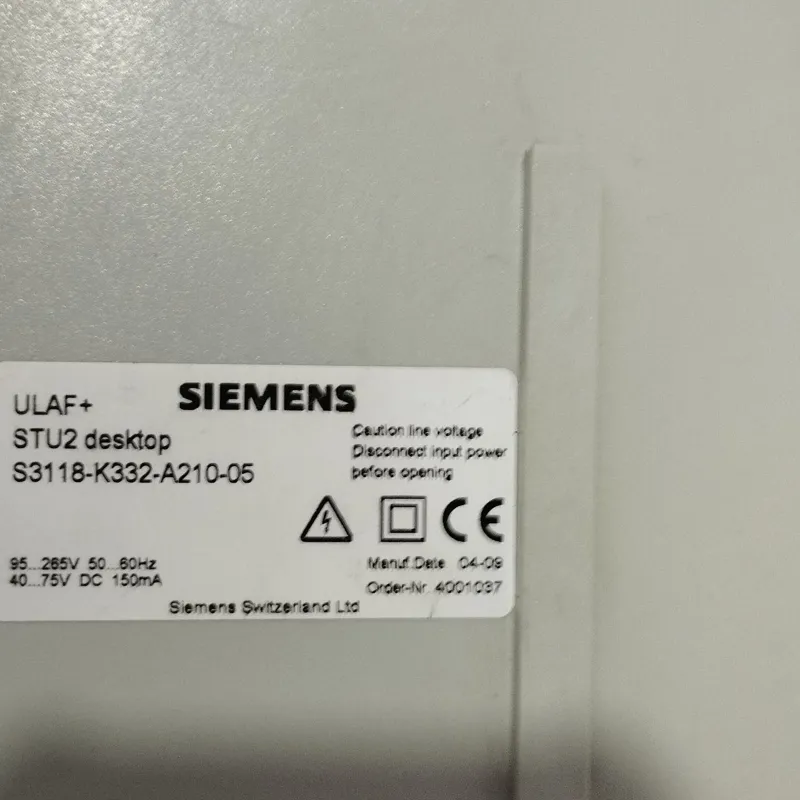 ULAF+
SIEMENS
STU2 desktop
S3118-K332-A210-05
Caution line voltage
Disconnect input power
before opening
CE
95...265V 50...60Hz
40...75V DC 150mA
Manuf.Date 04-09
Order-Nr. 4001037
Siemens Switzerland Ltd